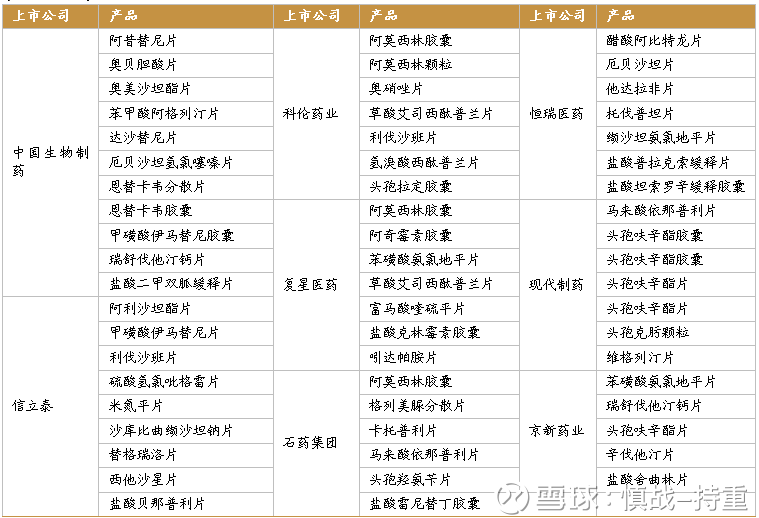 上市公司 产品 上市公司 产品 上市公司 产品
中国生物制
药
阿昔替尼片
奥贝胆酸片
奥美沙坦酯片
苯甲酸阿格列汀片
达沙替尼片
厄贝沙坦氢氯噻嗪片
恩替卡韦分散片
恩替卡韦胶囊
甲磺酸伊马替尼胶囊
瑞舒伐他汀钙片
盐酸二甲双胍缓释片
信立泰
阿利沙坦酯片
甲磺酸伊马替尼片
利伐沙班片
硫酸氢氯吡格雷片
米氮平片
沙库比曲缬沙坦钠片
替格瑞洛片
西他沙星片
盐酸贝那普利片
科伦药业
阿莫西林胶囊
阿莫西林颗粒
奥硝唑片
草酸艾司西酞普兰片
利伐沙班片
氢溴酸西酞普兰片
头孢拉定胶囊
复星医药
阿莫西林胶囊
阿奇霉素胶囊
苯磺酸氨氯地平片
草酸艾司西酞普兰片
富马酸喹硫平片
盐酸克林霉素胶囊
吲达帕胺片
石药集团
阿莫西林胶囊
格列美脲分散片
卡托普利片
马来酸依那普利片
头孢羟氨苄片
盐酸雷尼替丁胶囊
恒瑞医药
醋酸阿比特龙片
厄贝沙坦片
他达拉非片
托伐普坦片
缬沙坦氨氯地平片
盐酸普拉克索缓释片
盐酸坦索罗辛缓释胶囊
现代制药
马来酸依那普利片
头孢呋辛酯胶囊
头孢呋辛酯胶囊
头孢呋辛酯片
头孢呋辛酯片
头孢克肟颗粒
维格列汀片
京新药业
苯磺酸氨氯地平片
瑞舒伐他汀钙片
头孢呋辛酯片
辛伐他汀片
盐酸舍曲林片
雪球：慎战—持重